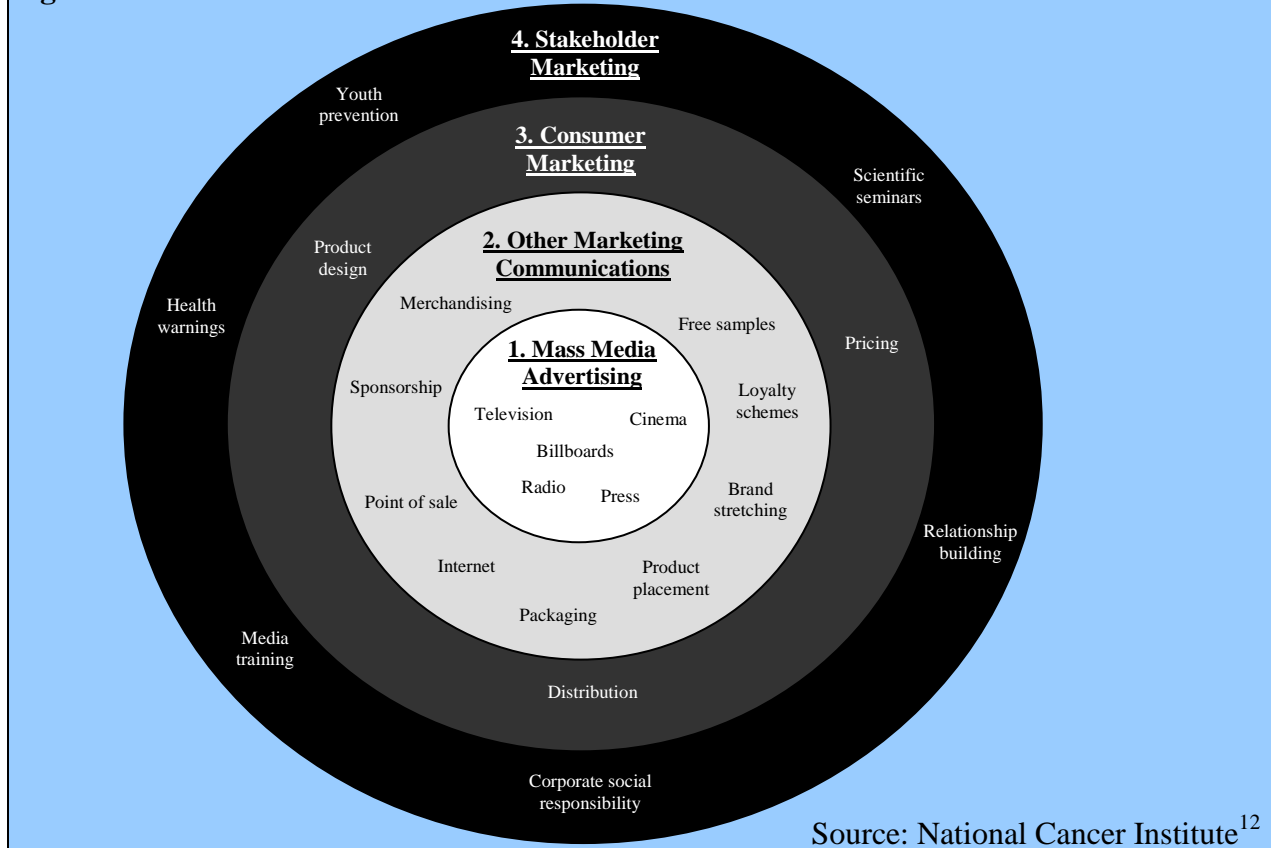 4. Stakeholder
Marketing
Youth
prevention
3. Consumer
Marketing
Scientific
seminars
Product
design
2. Other Marketing
Communications
Health
warnings
Merchandising
Free samples
Pricing
1. Mass Media
Advertising
Sponsorship
Loyalty
schemes
Television
Cinema
Billboards
Radio
Press
Point of sale
Brand
stretching
Relationship
building
Internet
Product
placement
Packaging
Media
training
Distribution
Corporate social
responsibility
Source: National Cancer Institute12